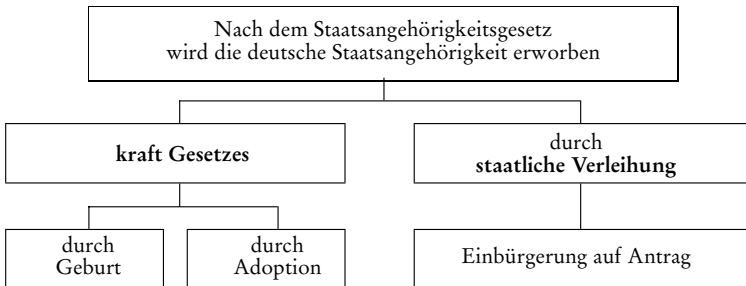 Nach dem Staatsangehörigkeitsgesetz
wird die deutsche Staatsangehörigkeit erworben
kraft Gesetzes
durch
staatliche Verleihung
durch
Geburt
durch
Adoption
Einbürgerung auf Antrag